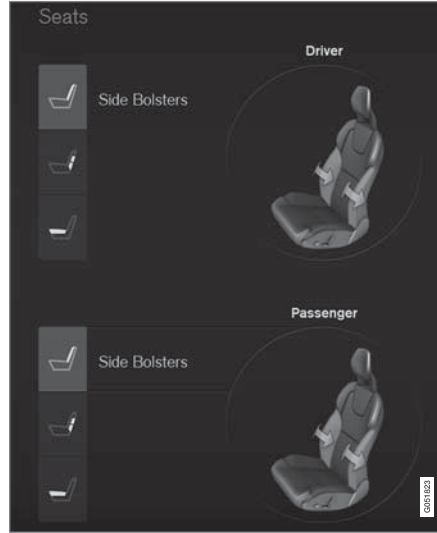 Seats
Driver
Side Bolsters
Passenger
Side Bolsters
G051823